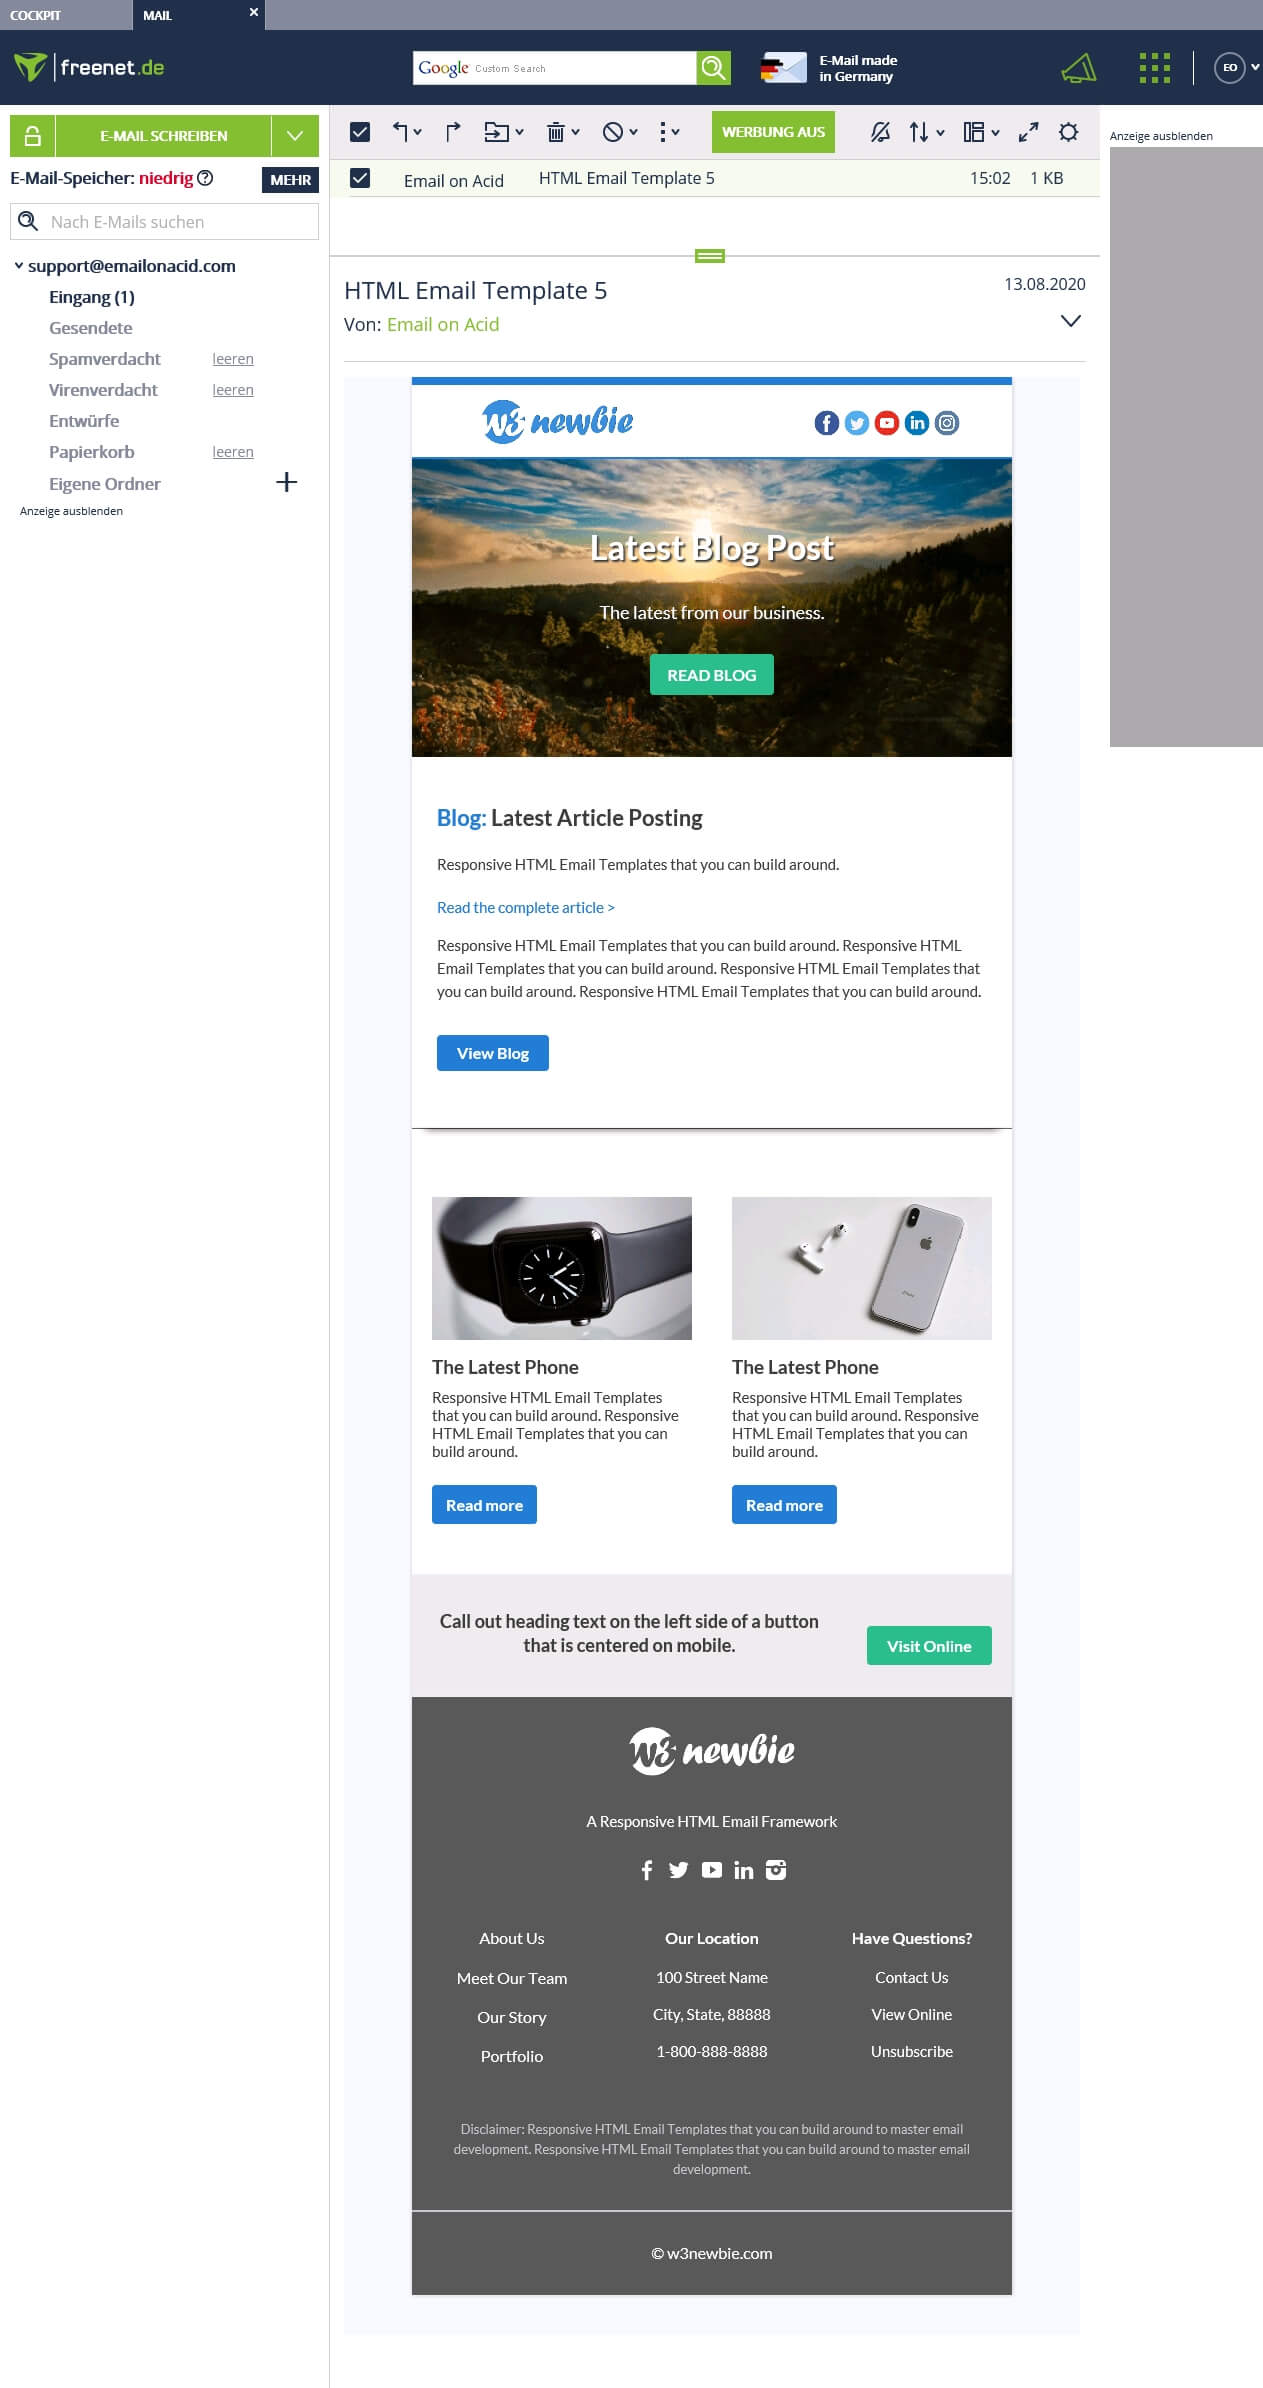 COCKPIT
MAIL
freenet.de
Google Custom Search
E-Mail made
in Germany
EO
E-MAIL SCHREIBEN
WERBUNG AUS
Anzeige ausblenden
E-Mail-Speicher: niedrig
MEHR
Email on Acid HTML Email Template 5 15:02 1 KB
Nach E-Mails suchen
support@emailonacid.com
Eingang (1)
Gesendete
Spamverdacht leeren
Virenverdacht leeren
Entwürfe
Papierkorb leeren
Eigene Ordner
Anzeige ausblenden
HTML Email Template 5
13.08.2020
Von: Email on Acid
w3 newbie
Latest Blog Post
The latest from our business.
READ BLOG
Blog: Latest Article Posting
Responsive HTML Email Templates that you can build around.
Read the complete article >
Responsive HTML Email Templates that you can build around. Responsive HTML
Email Templates that you can build around. Responsive HTML Email Templates that
you can build around. Responsive HTML Email Templates that you can build around.
View Blog
The Latest Phone
Responsive HTML Email Templates
that you can build around. Responsive
HTML Email Templates that you can
build around.
Read more
The Latest Phone
Responsive HTML Email Templates
that you can build around. Responsive
HTML Email Templates that you can
build around.
Read more
Call out heading text on the left side of a button
that is centered on mobile.
Visit Online
w3 newbie
A Responsive HTML Email Framework
About Us
Meet Our Team
Our Story
Portfolio
Our Location
100 Street Name
City, State, 88888
1-800-888-8888
Have Questions?
Contact Us
View Online
Unsubscribe
Disclaimer: Responsive HTML Email Templates that you can build around to master email
development. Responsive HTML Email Templates that you can build around to master email
development.
© w3newbie.com